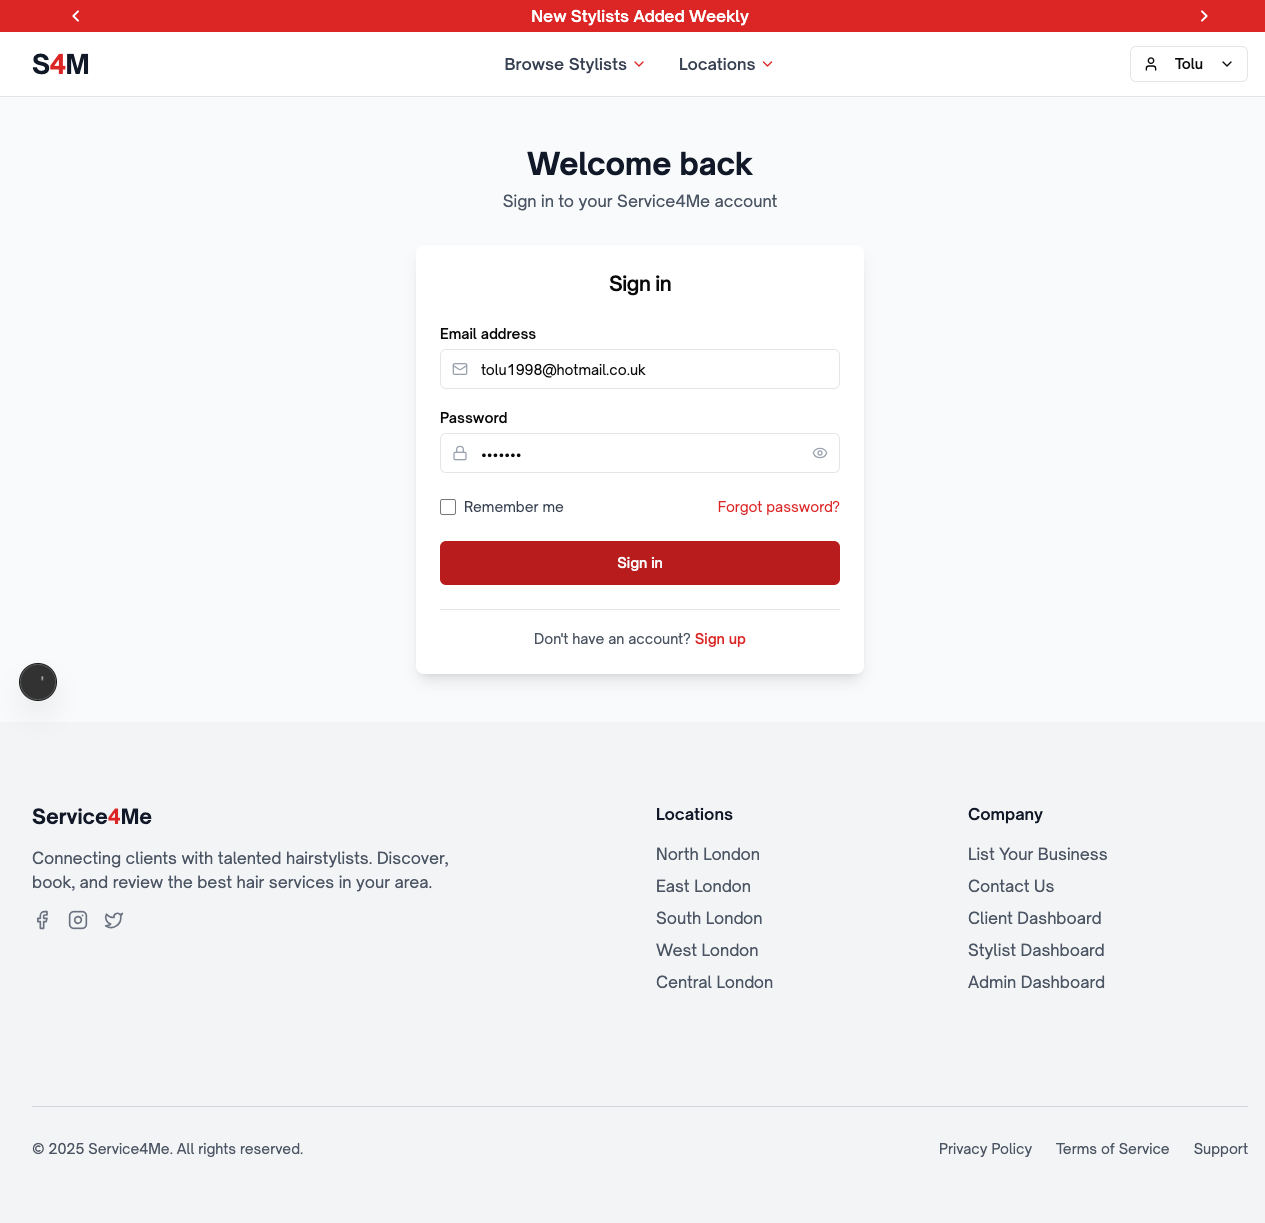 New Stylists Added Weekly
S4M
Browse Stylists
Locations
Tolu
Welcome back
Sign in to your Service4Me account
Sign in
Email address
tolu1998@hotmail.co.uk
Password
•••••••
Remember me
Forgot password?
Sign in
Don't have an account? Sign up
Service4Me
Connecting clients with talented hairstylists. Discover,
book, and review the best hair services in your area.
Locations
North London
East London
South London
West London
Central London
Company
List Your Business
Contact Us
Client Dashboard
Stylist Dashboard
Admin Dashboard
© 2025 Service4Me. All rights reserved.
Privacy Policy
Terms of Service
Support